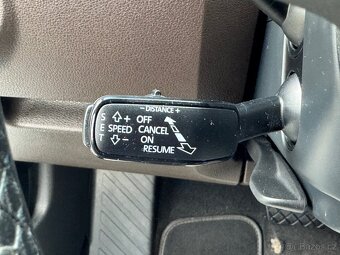 - DISTANCE +
S + OFF
E SPEED CANCEL
T - ON
RESUME